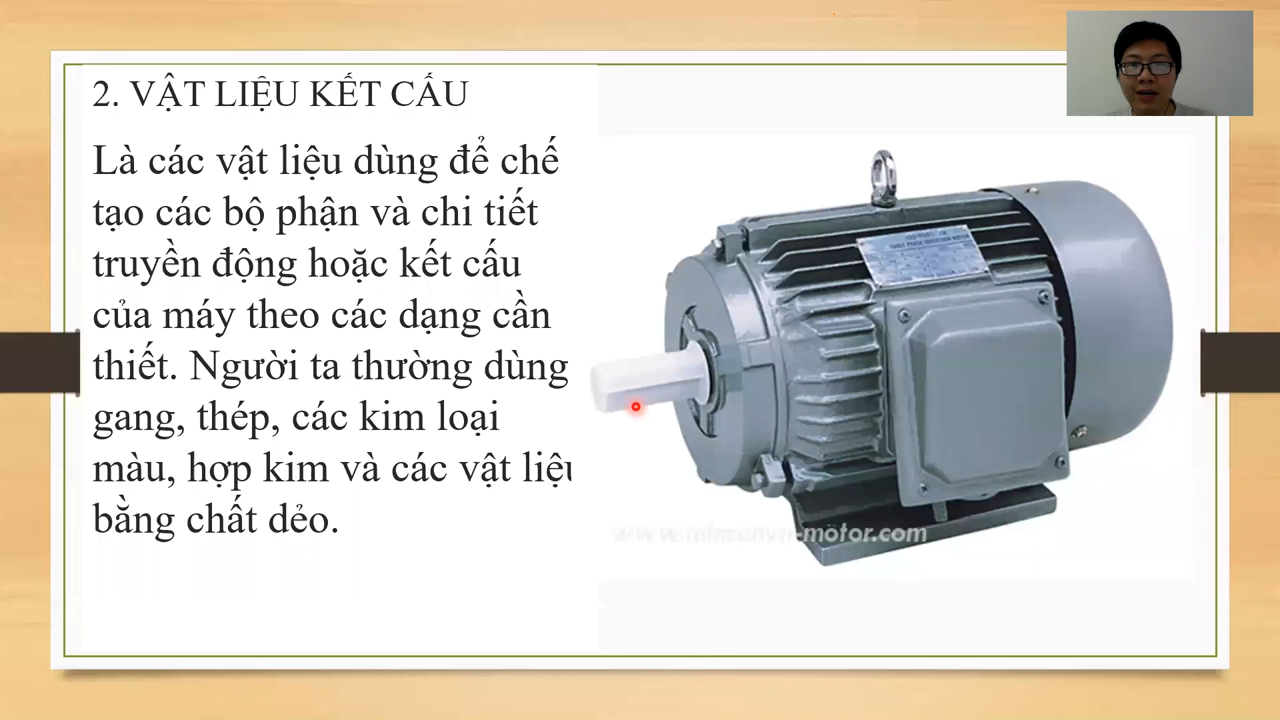 2. VẬT LIỆU KẾT CẤU
Là các vật liệu dùng để chế
tạo các bộ phận và chi tiết
truyền động hoặc kết cấu
của máy theo các dạng cần
thiết. Người ta thường dùng
gang, thép, các kim loại
màu, hợp kim và các vật liệu
bằng chất dẻo.